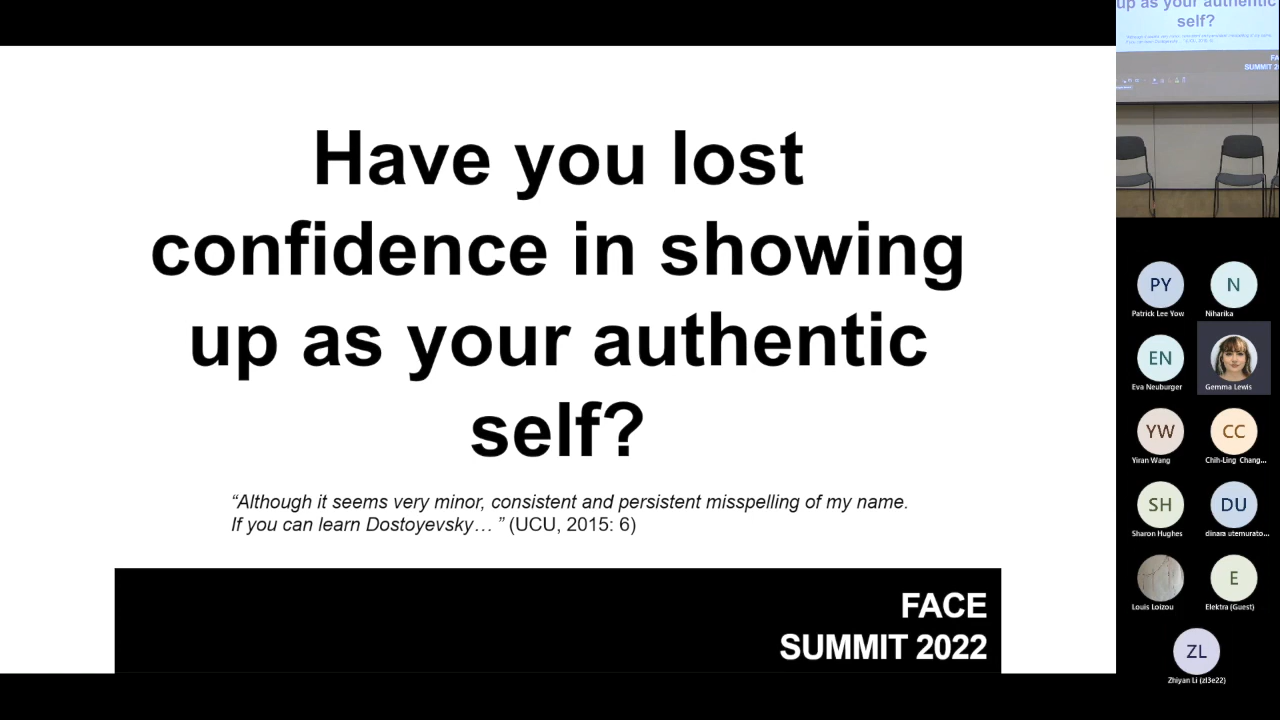 Have you lost
confidence in showing
up as your authentic
self?
“Although it seems very minor, consistent and persistent misspelling of my name.
If you can learn Dostoyevsky… ” (UCU, 2015: 6)
FACE
SUMMIT 2022
up as your authentic
self?
FA
SUMMIT 2
PY
Patrick Lee Yow
N
Niharika
EN
Eva Neuburger
Gemma Lewis
YW
Yiran Wang
CC
Chih-Ling Chang...
SH
Sharon Hughes
DU
dinara utemurato...
Louis Loizou
E
Elektra (Guest)
ZL
Zhiyan Li (zl3e22)